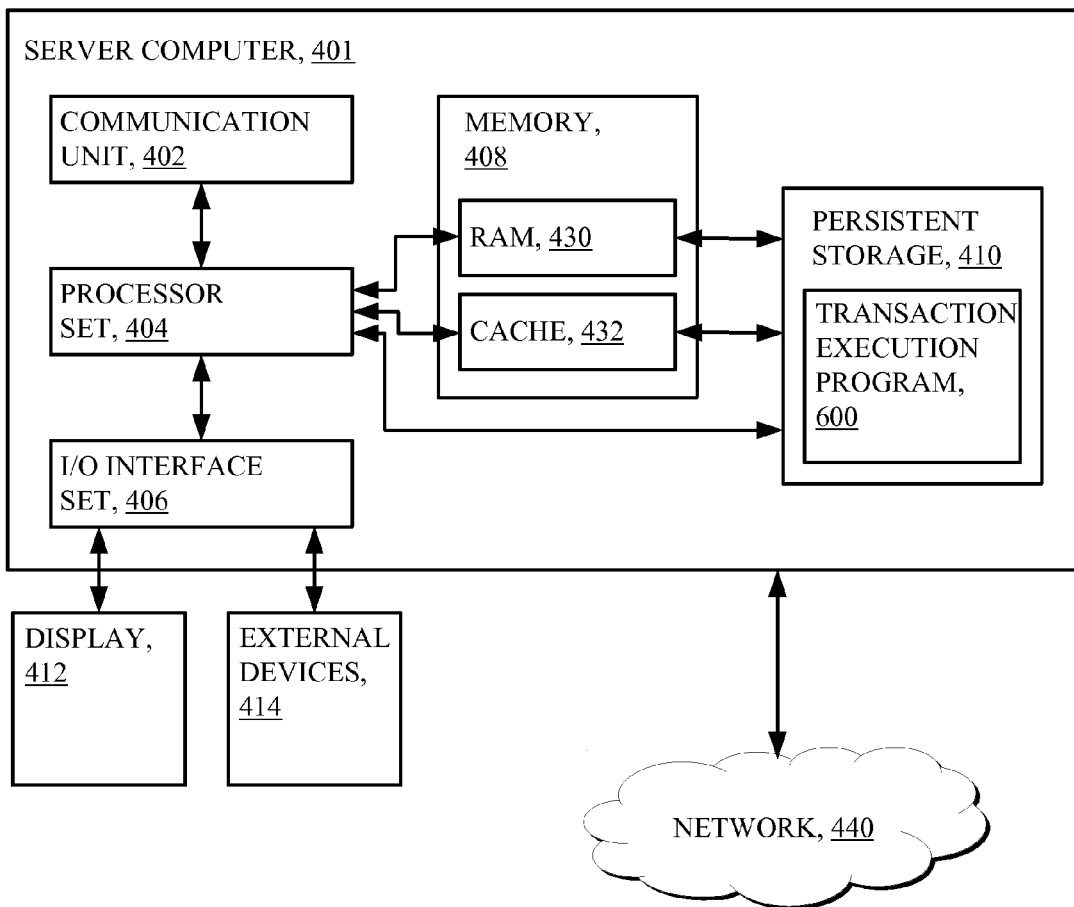 SERVER COMPUTER, 401
COMMUNICATION
UNIT, 402
PROCESSOR
SET, 404
I/O INTERFACE
SET, 406
MEMORY,
408
RAM, 430
CACHE, 432
PERSISTENT
STORAGE, 410
TRANSACTION
EXECUTION
PROGRAM,
600
DISPLAY,
412
EXTERNAL
DEVICES,
414
NETWORK, 440